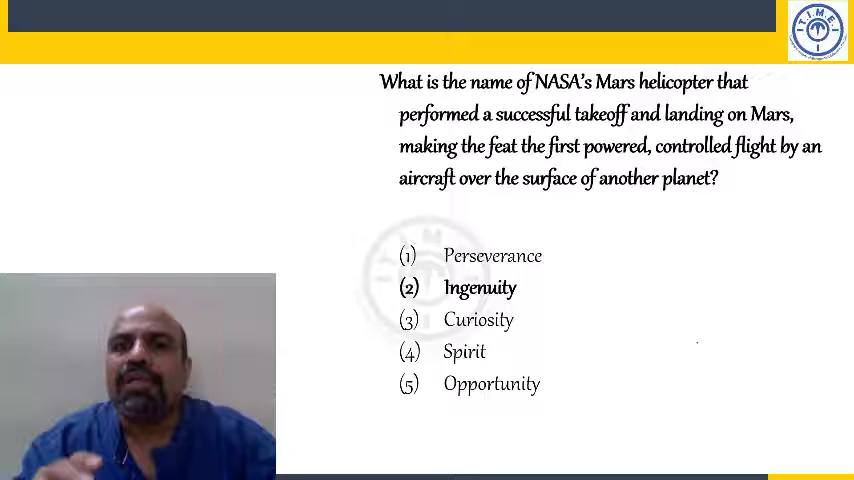 T.I.M.E.
What is the name of NASA's Mars helicopter that
performed a successful takeoff and landing on Mars,
making the feat the first powered, controlled flight by an
aircraft over the surface of another planet?
(1) Perseverance
(2) Ingenuity
(3) Curiosity
(4) Spirit
(5) Opportunity